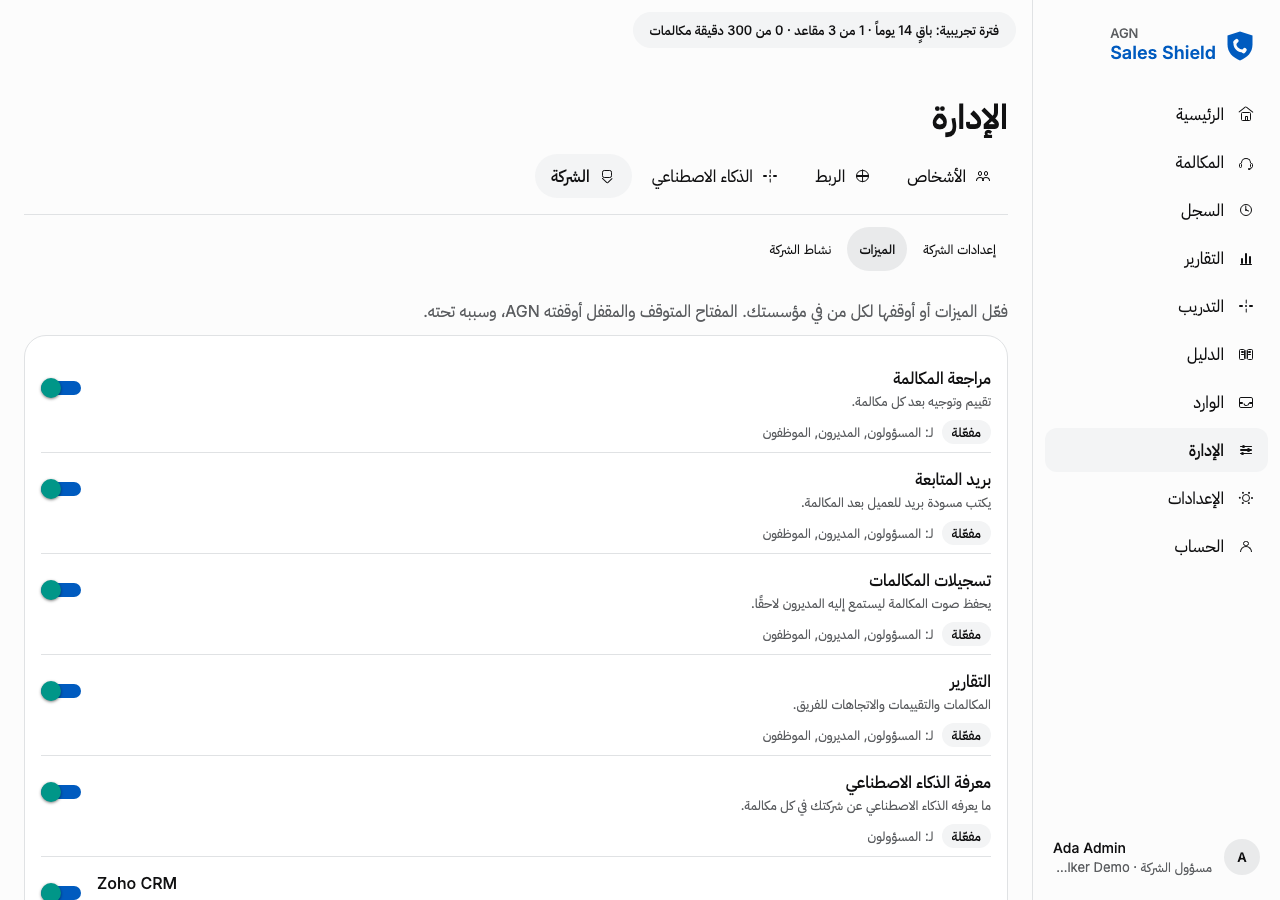 AGN
Sales Shield
الرئيسية
المكالمة
السجل
التقارير
التدريب
الدليل
الوارد
الإدارة
الإعدادات
الحساب
Ada Admin
مسؤول الشركة · lker Demo...
A
فترة تجريبية: باقٍ 14 يوماً · 1 من 3 مقاعد · 0 من 300 دقيقة مكالمات
الإدارة
الأشخاص
الربط
الذكاء الاصطناعي
الشركة
إعدادات الشركة
الميزات
نشاط الشركة
فعّل الميزات أو أوقفها لكل من في مؤسستك. المفتاح المتوقف والمقفل أوقفته AGN، وسببه تحته.
مراجعة المكالمة
تقييم وتوجيه بعد كل مكالمة.
مفعّلة لـ: المسؤولون, المديرون, الموظفون
بريد المتابعة
يكتب مسودة بريد للعميل بعد المكالمة.
مفعّلة لـ: المسؤولون, المديرون, الموظفون
تسجيلات المكالمات
يحفظ صوت المكالمة ليستمع إليه المديرون لاحقًا.
مفعّلة لـ: المسؤولون, المديرون, الموظفون
التقارير
المكالمات والتقييمات والاتجاهات للفريق.
مفعّلة لـ: المسؤولون, المديرون, الموظفون
معرفة الذكاء الاصطناعي
ما يعرفه الذكاء الاصطناعي عن شركتك في كل مكالمة.
مفعّلة لـ: المسؤولون
Zoho CRM